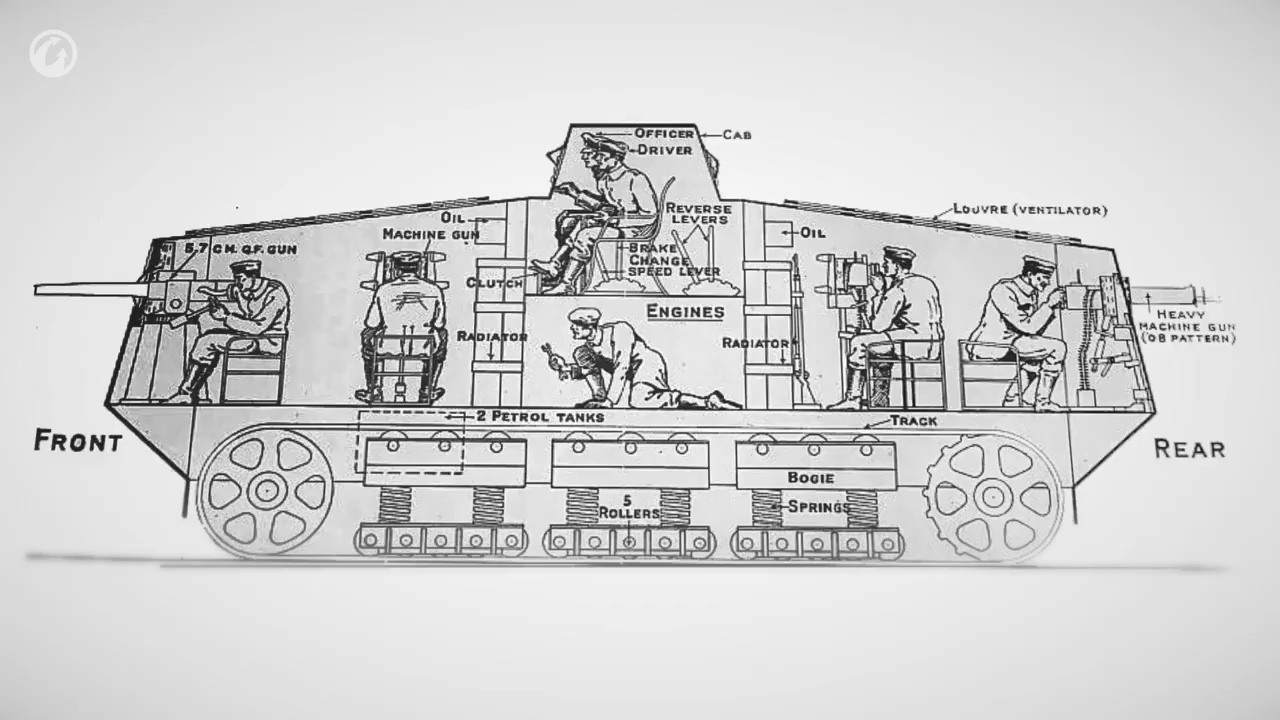 OFFICER
CAB
DRIVER
OIL
MACHINE GUN
5.7 C.M. Q.F. GUN
REVERSE
LEVERS
LOUVRE (VENTILATOR)
OIL
BRAKE
CHANGE
SPEED LEVER
CLUTCH
ENGINES
RADIATOR
RADIATOR
HEAVY
MACHINE GUN
(08 PATTERN)
2 PETROL TANKS
TRACK
FRONT
REAR
BOGIE
5
ROLLERS
SPRINGS